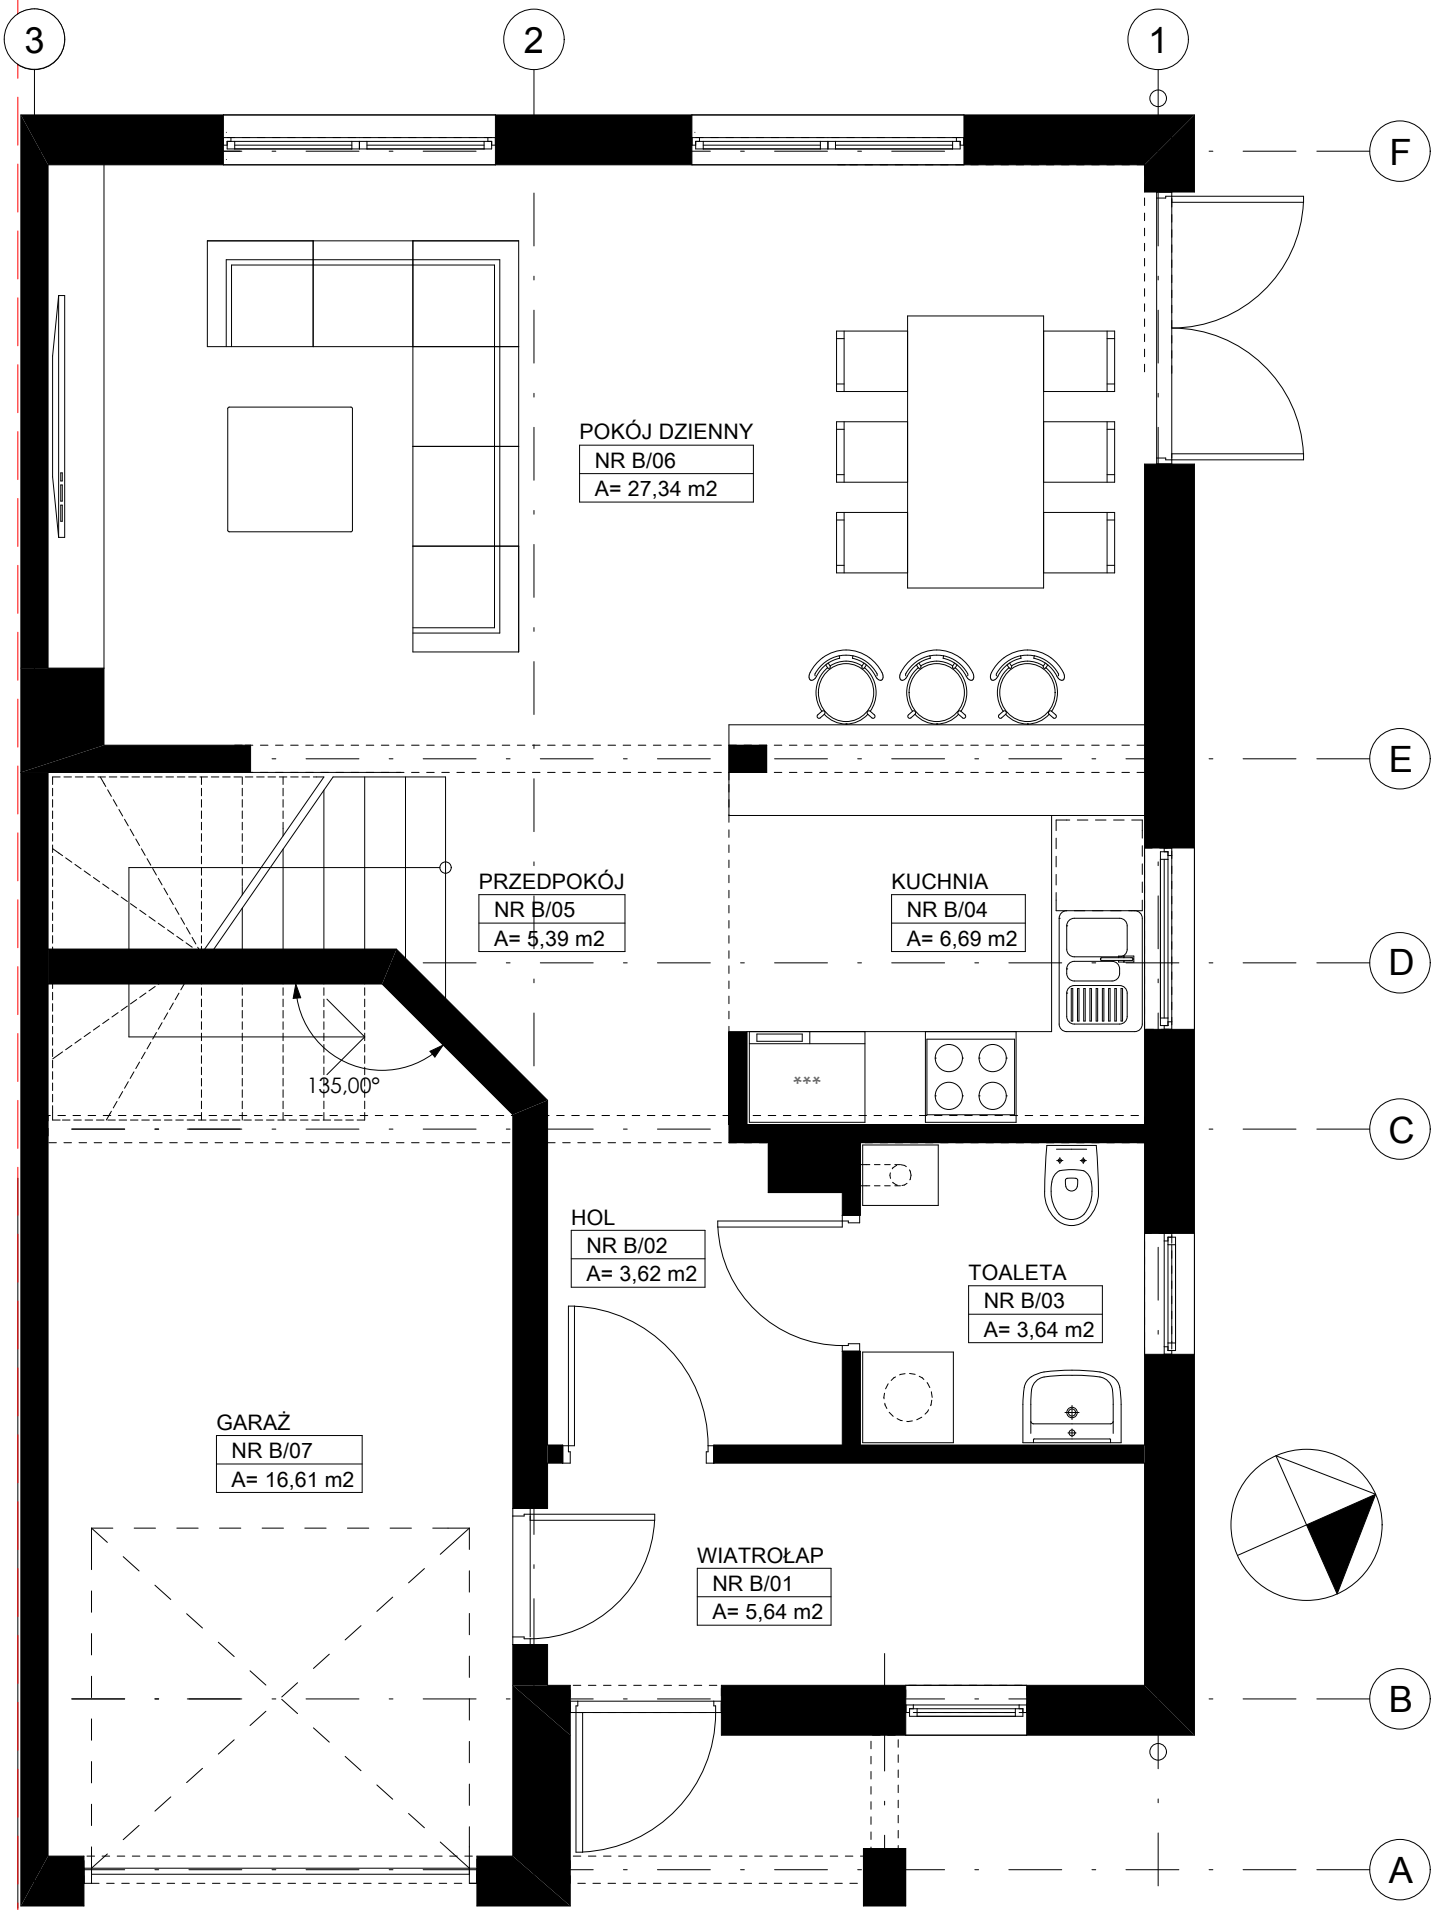 3
2
1
F
POKÓJ DZIENNY
NR B/06
A= 27,34 m2
E
PRZEDPOKÓJ
NR B/05
A= 5,39 m2
KUCHNIA
NR B/04
A= 6,69 m2
D
135,00°
***
C
HOL
NR B/02
A= 3,62 m2
TOALETA
NR B/03
A= 3,64 m2
GARAŻ
NR B/07
A= 16,61 m2
WIATROŁAP
NR B/01
A= 5,64 m2
B
A